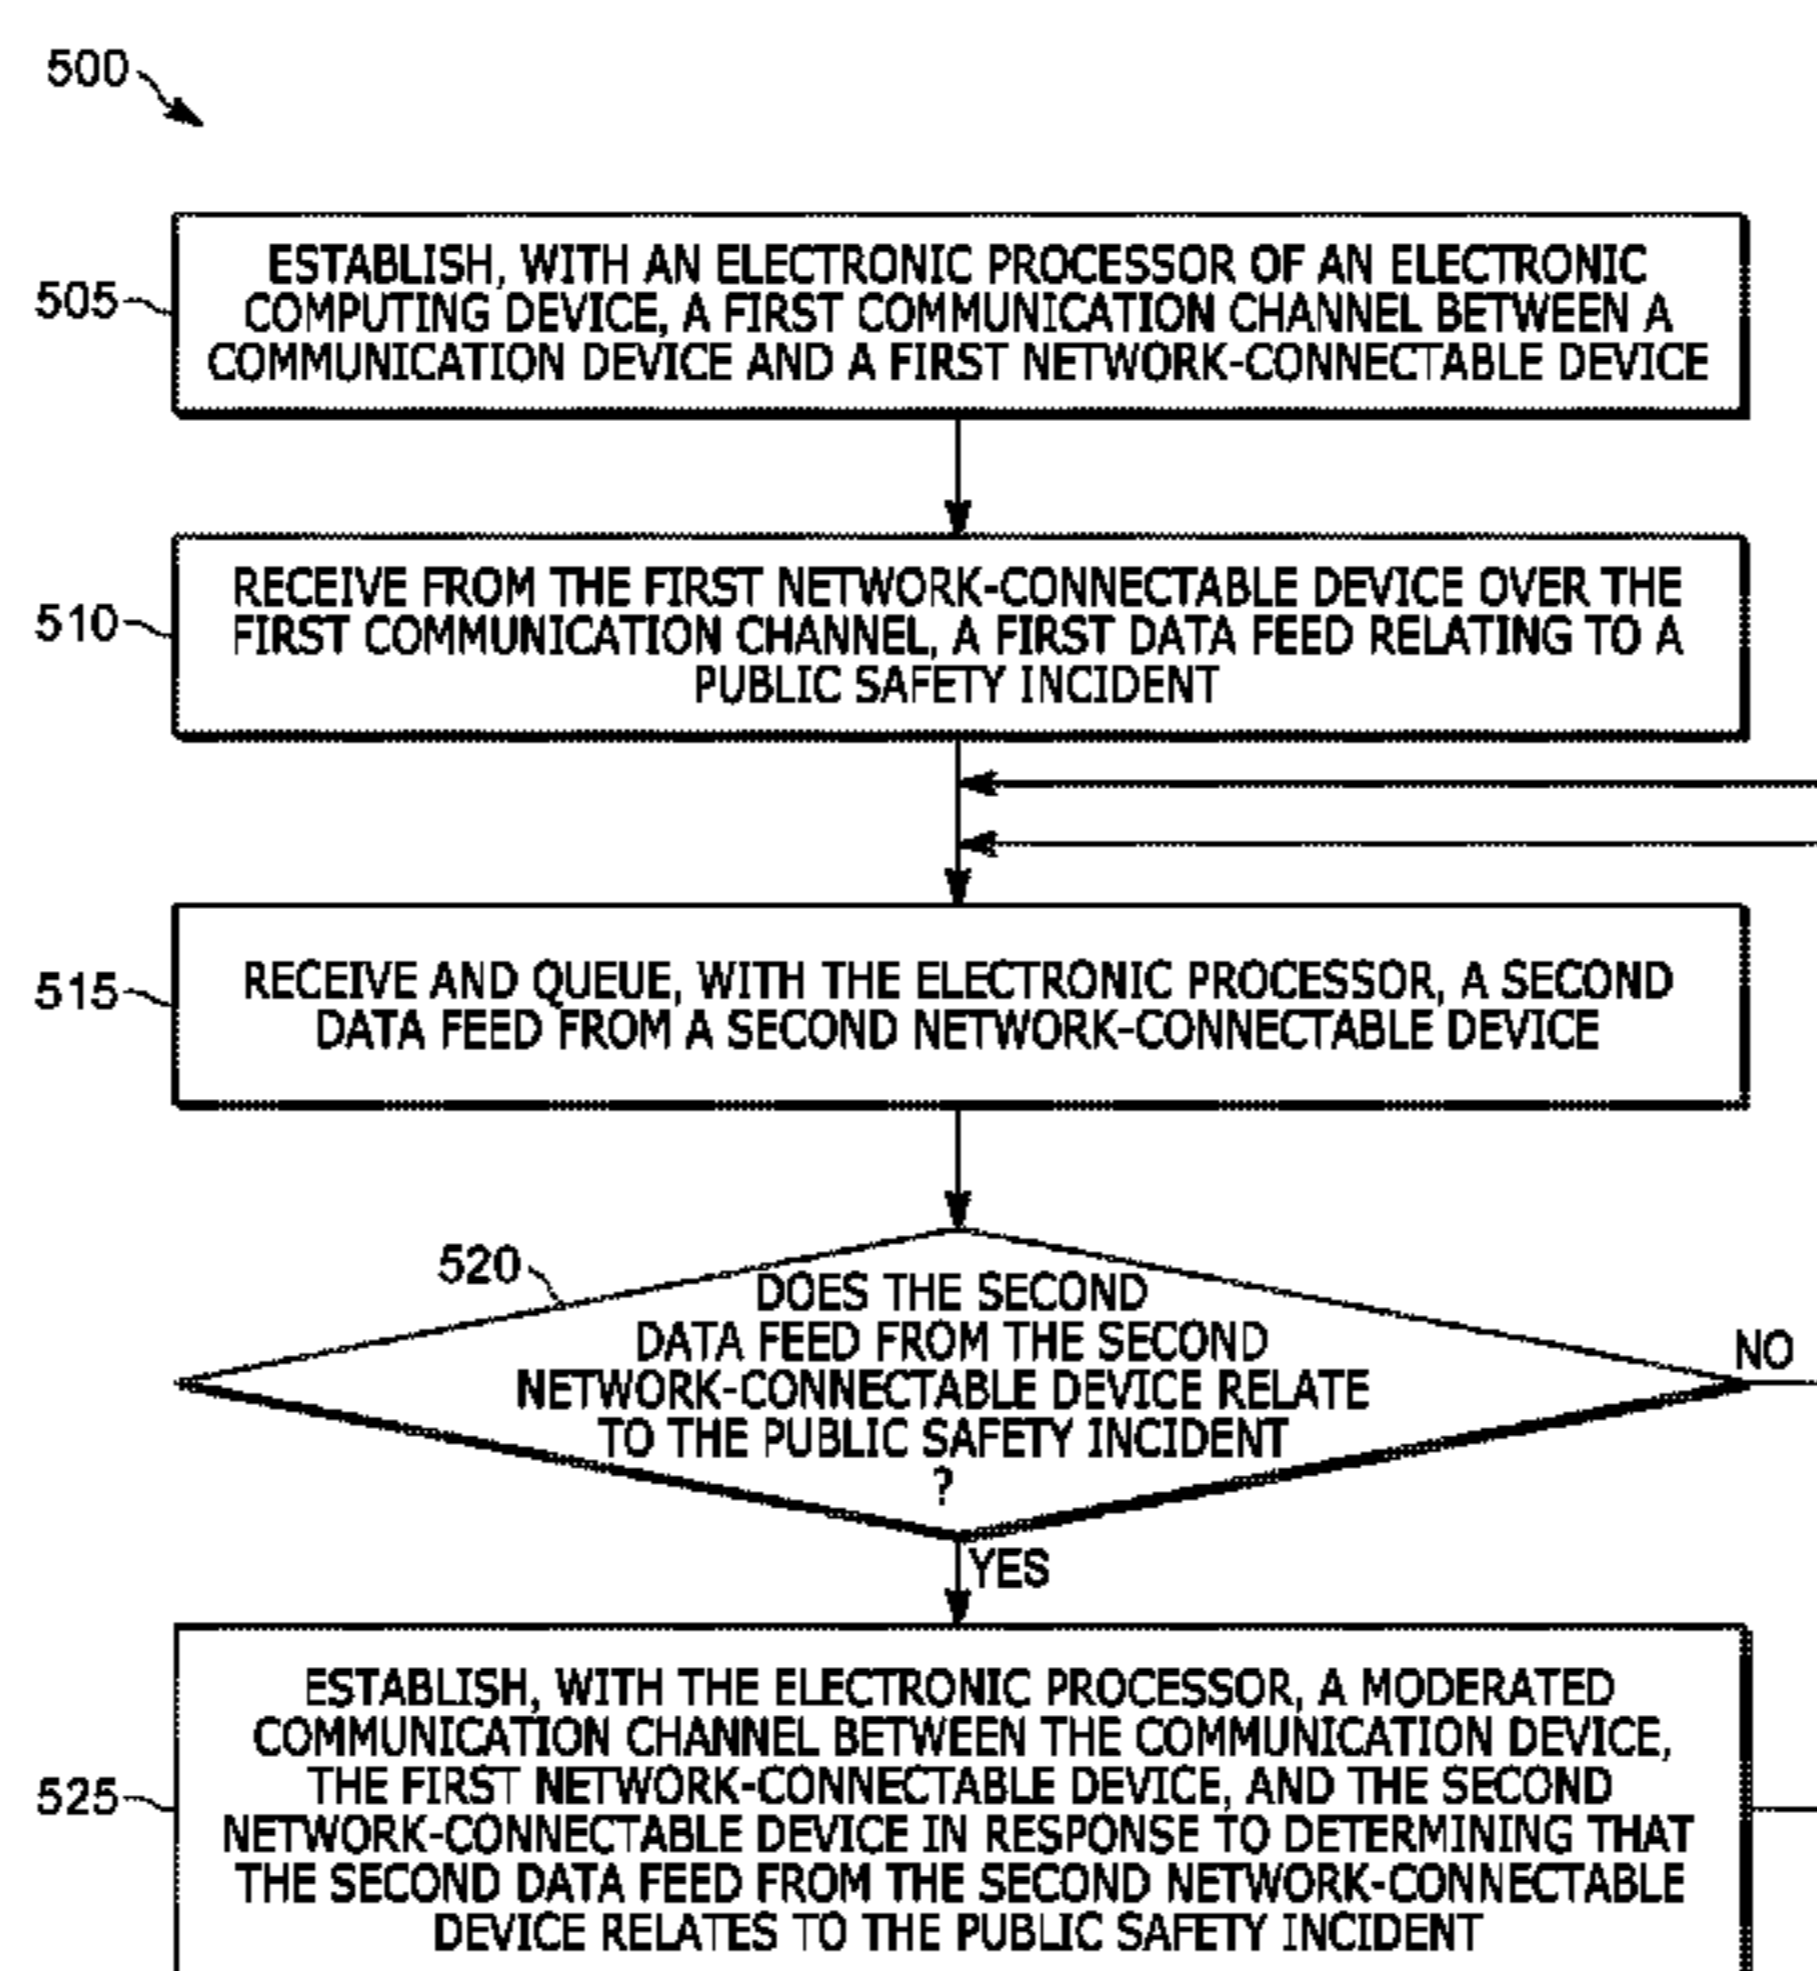 500
505
ESTABLISH, WITH AN ELECTRONIC PROCESSOR OF AN ELECTRONIC
COMPUTING DEVICE, A FIRST COMMUNICATION CHANNEL BETWEEN A
COMMUNICATION DEVICE AND A FIRST NETWORK-CONNECTABLE DEVICE
510
RECEIVE FROM THE FIRST NETWORK-CONNECTABLE DEVICE OVER THE
FIRST COMMUNICATION CHANNEL, A FIRST DATA FEED RELATING TO A
PUBLIC SAFETY INCIDENT
515
RECEIVE AND QUEUE, WITH THE ELECTRONIC PROCESSOR, A SECOND
DATA FEED FROM A SECOND NETWORK-CONNECTABLE DEVICE
520
DOES THE SECOND
DATA FEED FROM THE SECOND
NETWORK-CONNECTABLE DEVICE RELATE
TO THE PUBLIC SAFETY INCIDENT
?
NO
YES
525
ESTABLISH, WITH THE ELECTRONIC PROCESSOR, A MODERATED
COMMUNICATION CHANNEL BETWEEN THE COMMUNICATION DEVICE,
THE FIRST NETWORK-CONNECTABLE DEVICE, AND THE SECOND
NETWORK-CONNECTABLE DEVICE IN RESPONSE TO DETERMINING THAT
THE SECOND DATA FEED FROM THE SECOND NETWORK-CONNECTABLE
DEVICE RELATES TO THE PUBLIC SAFETY INCIDENT